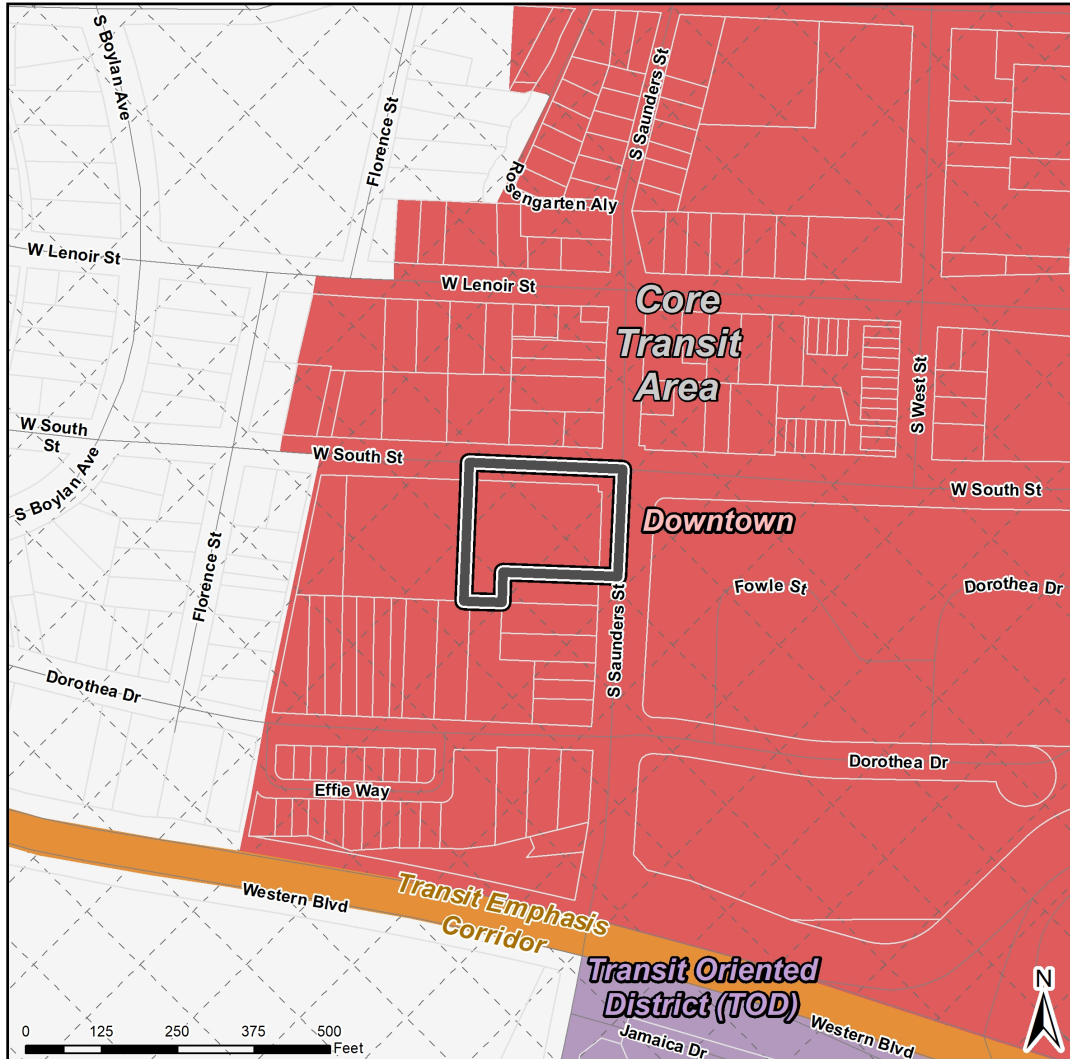 S Boylan Ave
Florence St
S Saunders St
Rosengarten Aly
W Lenoir St
W Lenoir St
Core
Transit
Area
S West St
W South
St
W South St
S Boylan Ave
W South St
Downtown
Florence St
Fowle St
Dorothea Dr
S Saunders St
Dorothea Dr
Dorothea Dr
Effie Way
Western Blvd
Transit Emphasis
Corridor
Transit Oriented
District (TOD)
Western Blvd
Jamaica Dr
N
0 125 250 375 500
Feet